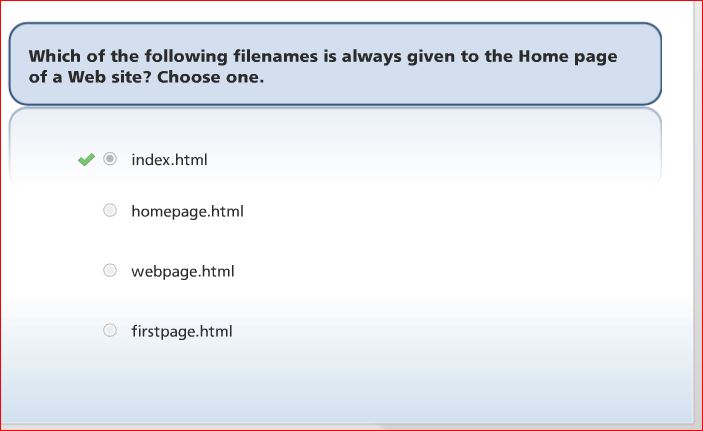 Which of the following filenames is always given to the Home page
of a Web site? Choose one.
index.html
homepage.html
webpage.html
firstpage.html